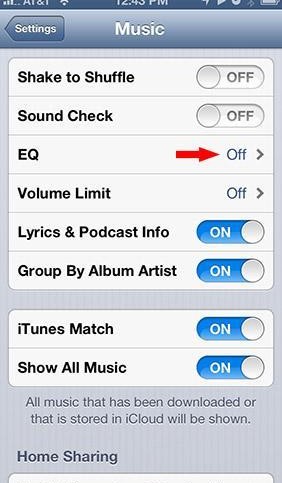 AT&T 12:43 PM
Settings Music
Shake to Shuffle OFF
Sound Check OFF
EQ Off
Volume Limit Off
Lyrics & Podcast Info ON
Group By Album Artist ON
iTunes Match ON
Show All Music ON
All music that has been downloaded or
that is stored in iCloud will be shown.
Home Sharing